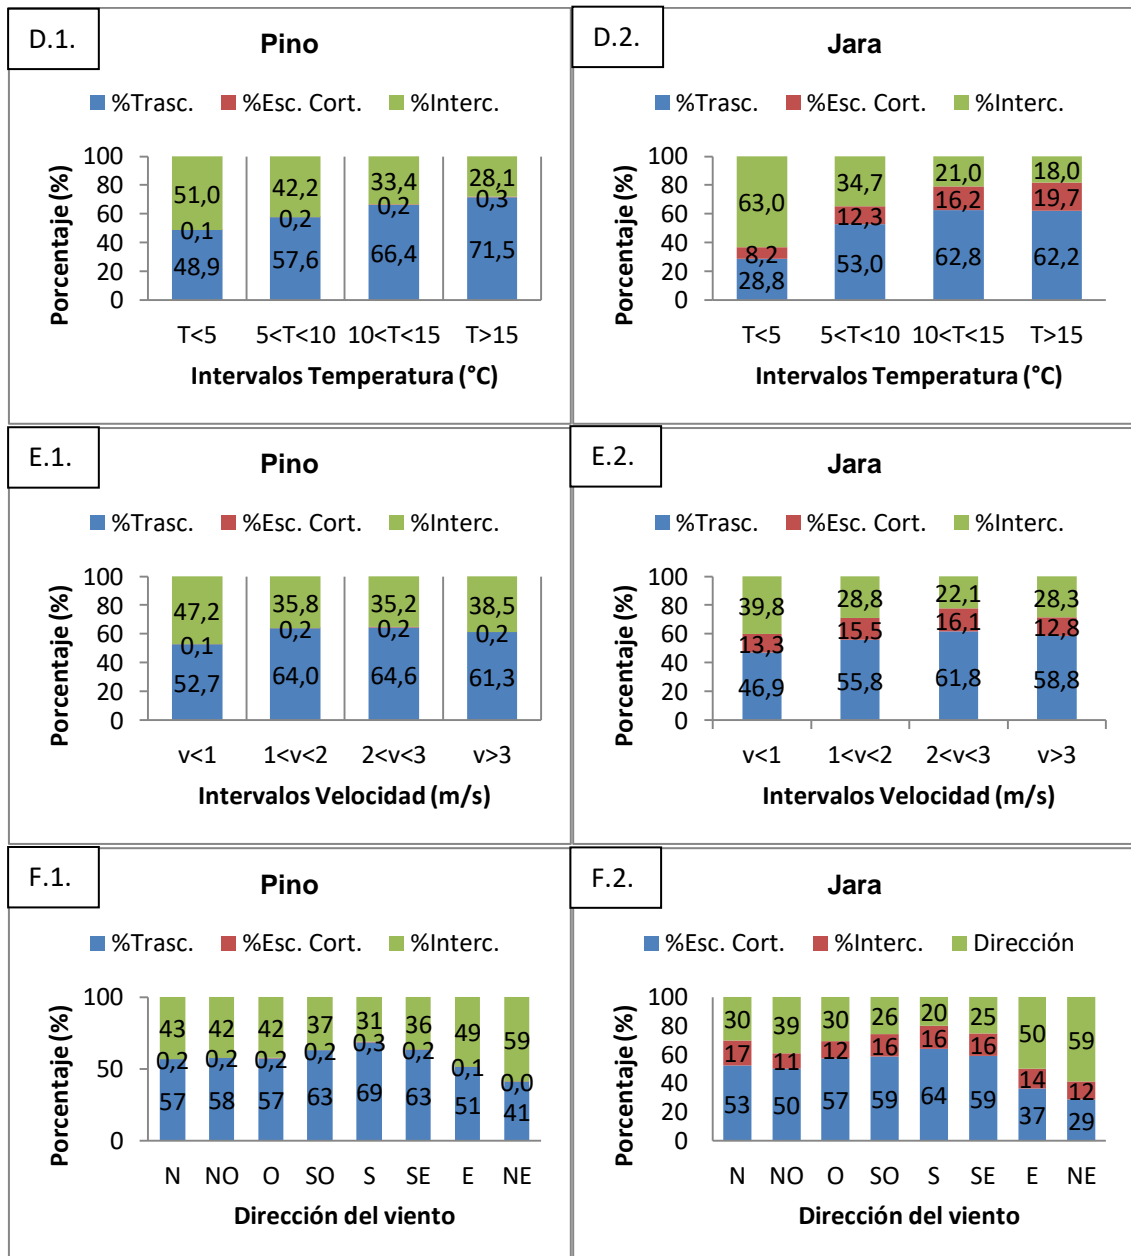 D.1.
Pino
%Trasc. %Esc. Cort. %Interc.
Porcentaje (%)
100
80
60
40
20
0
51,0 42,2 33,4 28,1
0,1 0,2 0,2 0,3
48,9 57,6 66,4 71,5
T<5 5<T<10 10<T<15 T>15
Intervalos Temperatura (°C)
D.2.
Jara
%Trasc. %Esc. Cort. %Interc.
Porcentaje (%)
100
80
60
40
20
0
63,0 34,7 21,0 18,0
8,2 12,3 16,2 19,7
28,8 53,0 62,8 62,2
T<5 5<T<10 10<T<15 T>15
Intervalos Temperatura (°C)
E.1.
Pino
%Trasc. %Esc. Cort. %Interc.
Porcentaje (%)
100
80
60
40
20
0
47,2 35,8 35,2 38,5
0,1 0,2 0,2 0,2
52,7 64,0 64,6 61,3
v<1 1<v<2 2<v<3 v>3
Intervalos Velocidad (m/s)
E.2.
Jara
%Trasc. %Esc. Cort. %Interc.
Porcentaje (%)
100
80
60
40
20
0
39,8 28,8 22,1 28,3
13,3 15,5 16,1 12,8
46,9 55,8 61,8 58,8
v<1 1<v<2 2<v<3 v>3
Intervalos Velocidad (m/s)
F.1.
Pino
%Trasc. %Esc. Cort. %Interc.
Porcentaje (%)
100
50
0
43 42 42 37 31 36 49 59
0,2 0,2 0,2 0,2 0,3 0,2 0,1 0,0
57 58 57 63 69 63 51 41
N NO O SO S SE E NE
Dirección del viento
F.2.
Jara
%Esc. Cort. %Interc. Dirección
Porcentaje (%)
100
80
60
40
20
0
30 39 30 26 20 25 50 59
17 11 12 16 16 16 14 12
53 50 57 59 64 59 37 29
N NO O SO S SE E NE
Dirección del viento